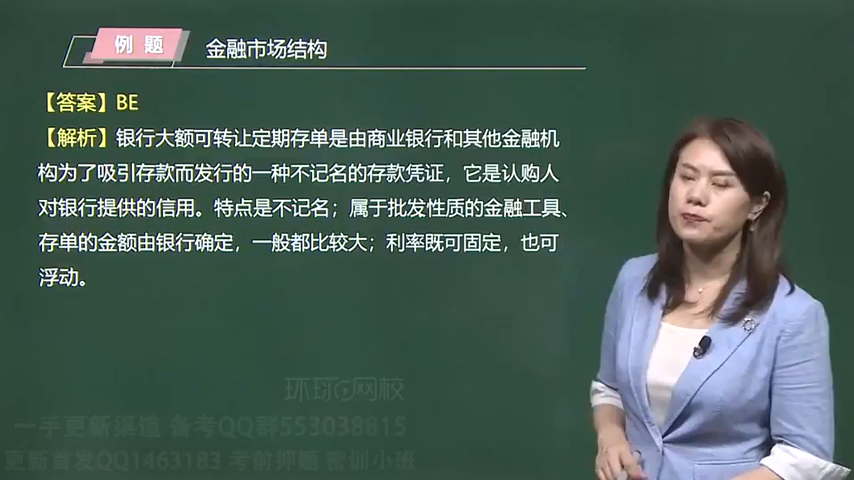 例 题
金融市场结构
【答案】BE
【解析】银行大额可转让定期存单是由商业银行和其他金融机
构为了吸引存款而发行的一种不记名的存款凭证，它是认购人
对银行提供的信用。特点是不记名；属于批发性质的金融工具、
存单的金额由银行确定，一般都比较大；利率既可固定，也可
浮动。
环球网校
一手更新渠道 备考QQ群553038815
更新首发QQ1463183 考前押题 密训小班